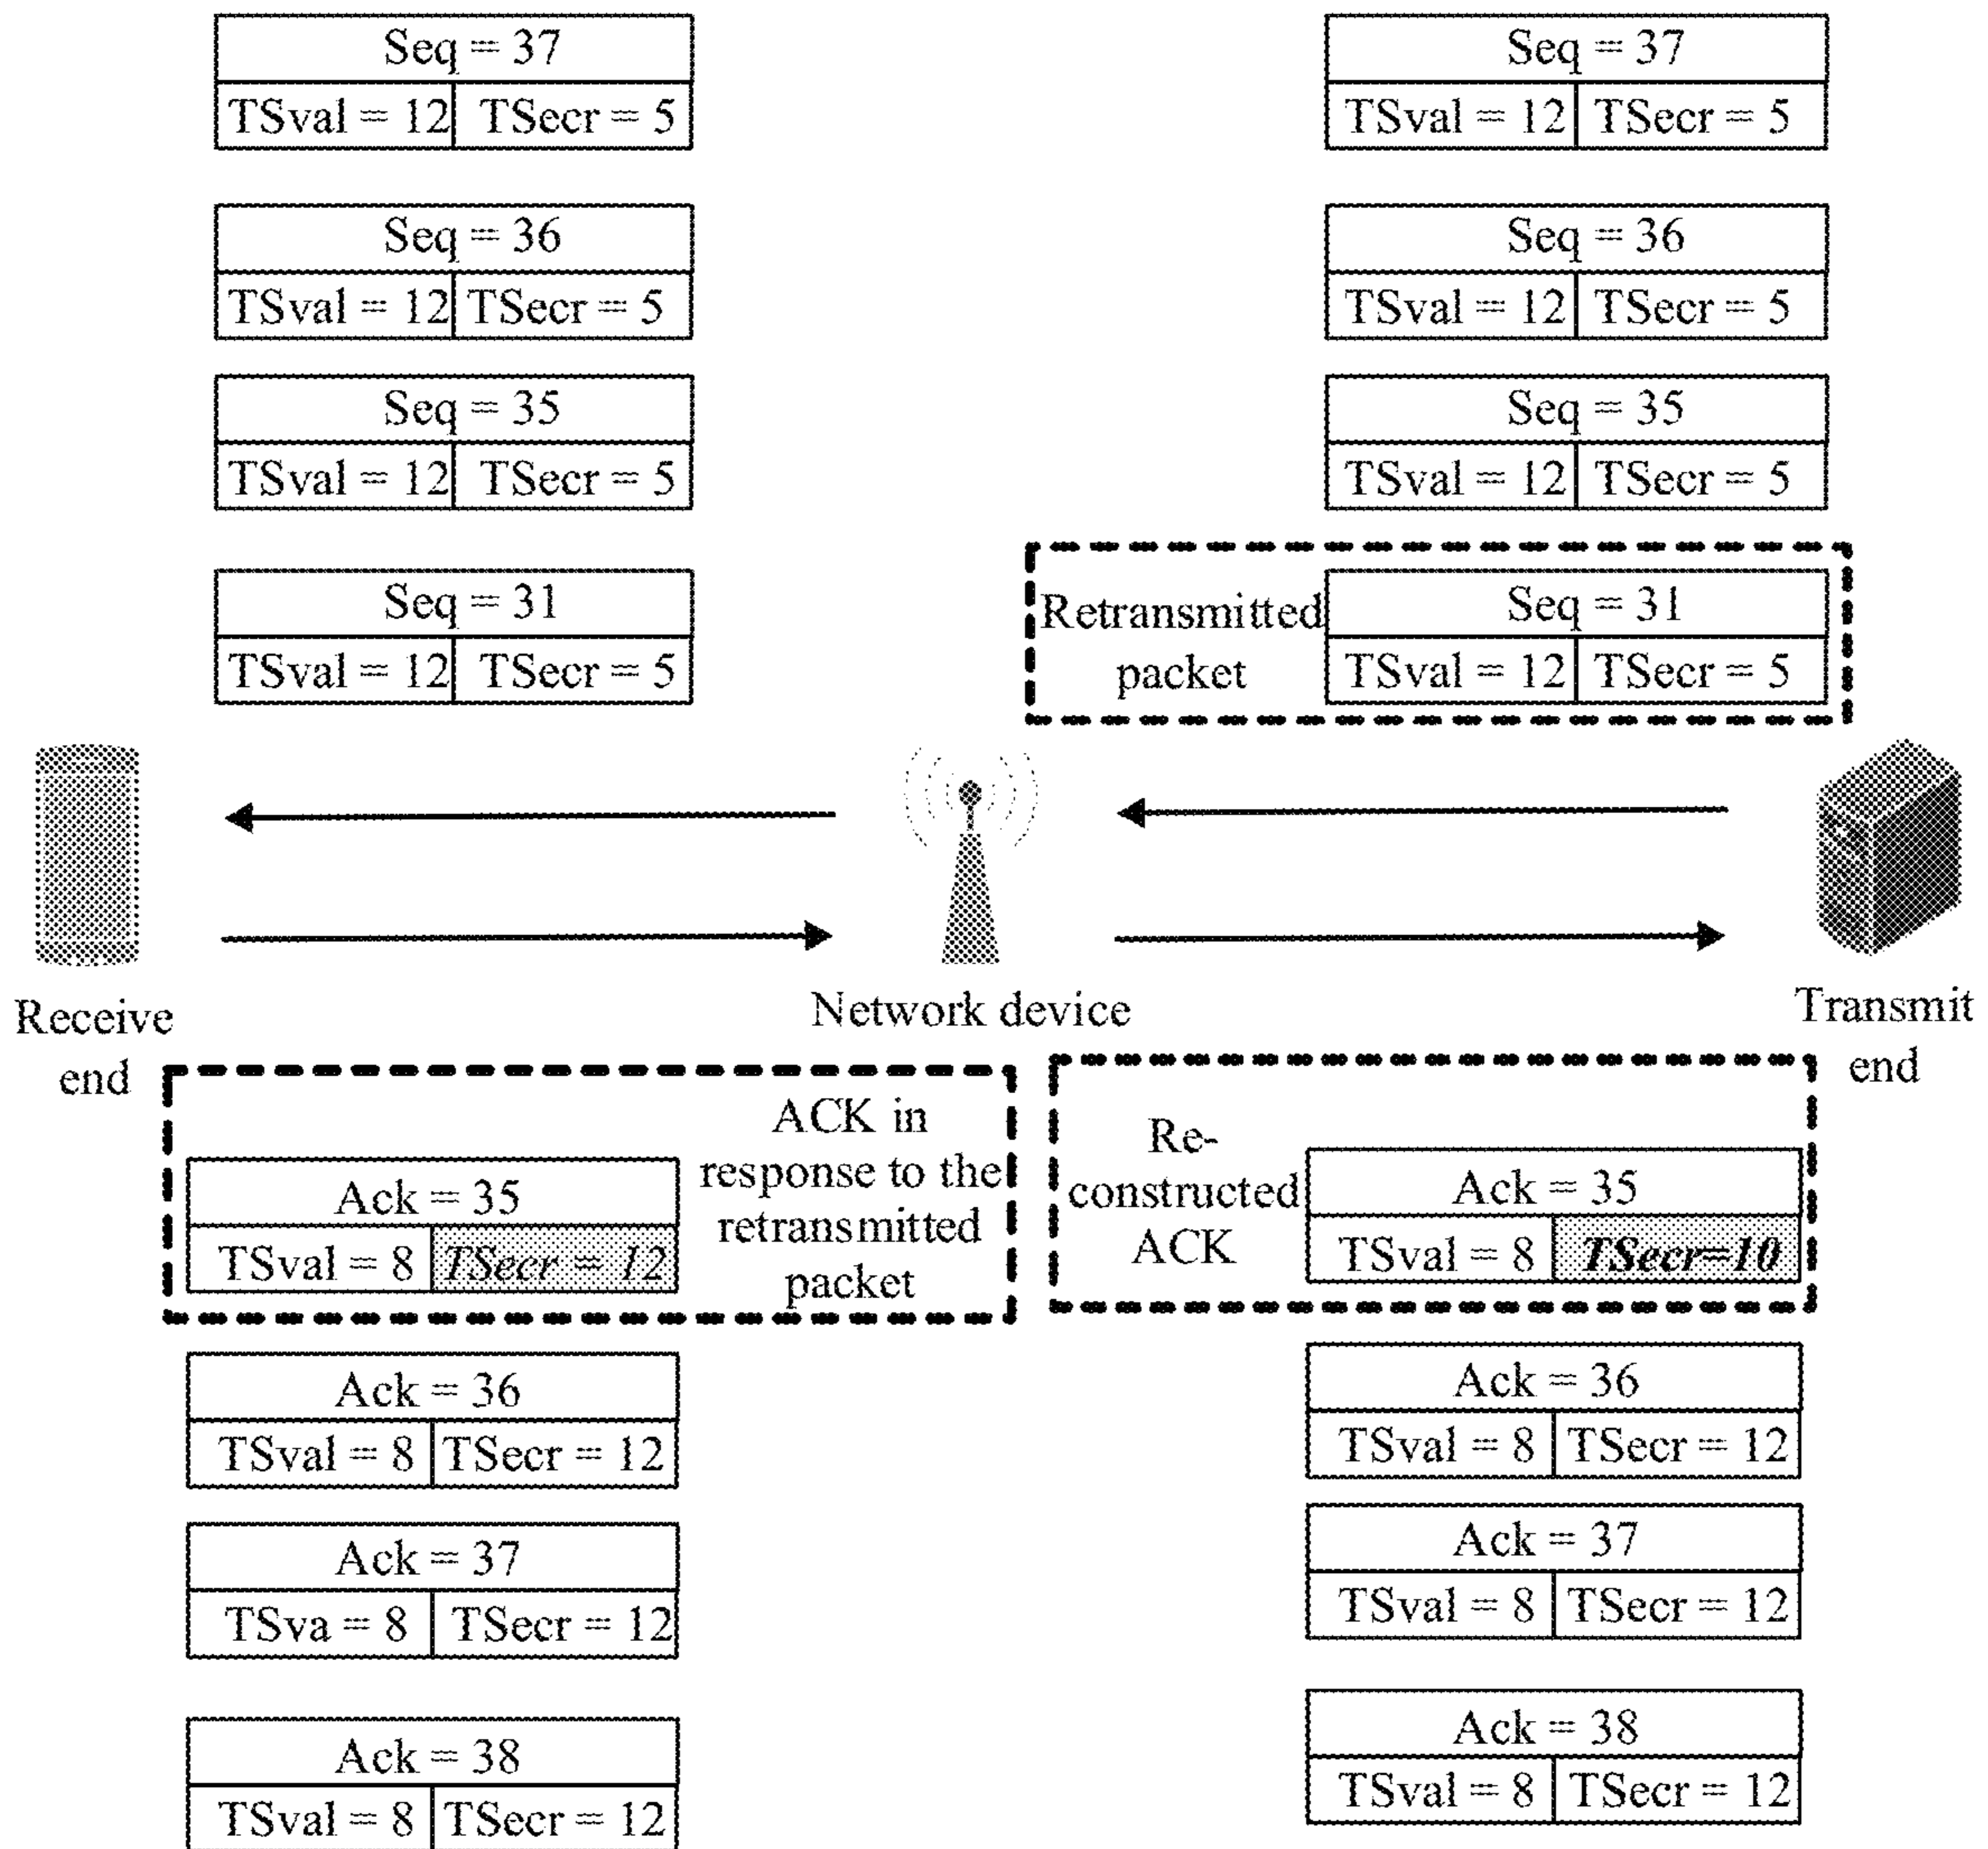 Seq = 37
TSval = 12 TSecr = 5
Seq = 36
TSval = 12 TSecr = 5
Seq = 35
TSval = 12 TSecr = 5
Seq = 31
TSval = 12 TSecr = 5
Seq = 37
TSval = 12 TSecr = 5
Seq = 36
TSval = 12 TSecr = 5
Seq = 35
TSval = 12 TSecr = 5
Retransmitted
packet
Seq = 31
TSval = 12 TSecr = 5
Receive
end
Network device
Transmit
end
Ack = 35
TSval = 8 TSecr = 12
ACK in
response to the
retransmitted
packet
Ack = 36
TSval = 8 TSecr = 12
Ack = 37
TSva = 8 TSecr = 12
Ack = 38
TSval = 8 TSecr = 12
Re-
constructed
ACK
Ack = 35
TSval = 8 TSecr=10
Ack = 36
TSval = 8 TSecr = 12
Ack = 37
TSval = 8 TSecr = 12
Ack = 38
TSval = 8 TSecr = 12